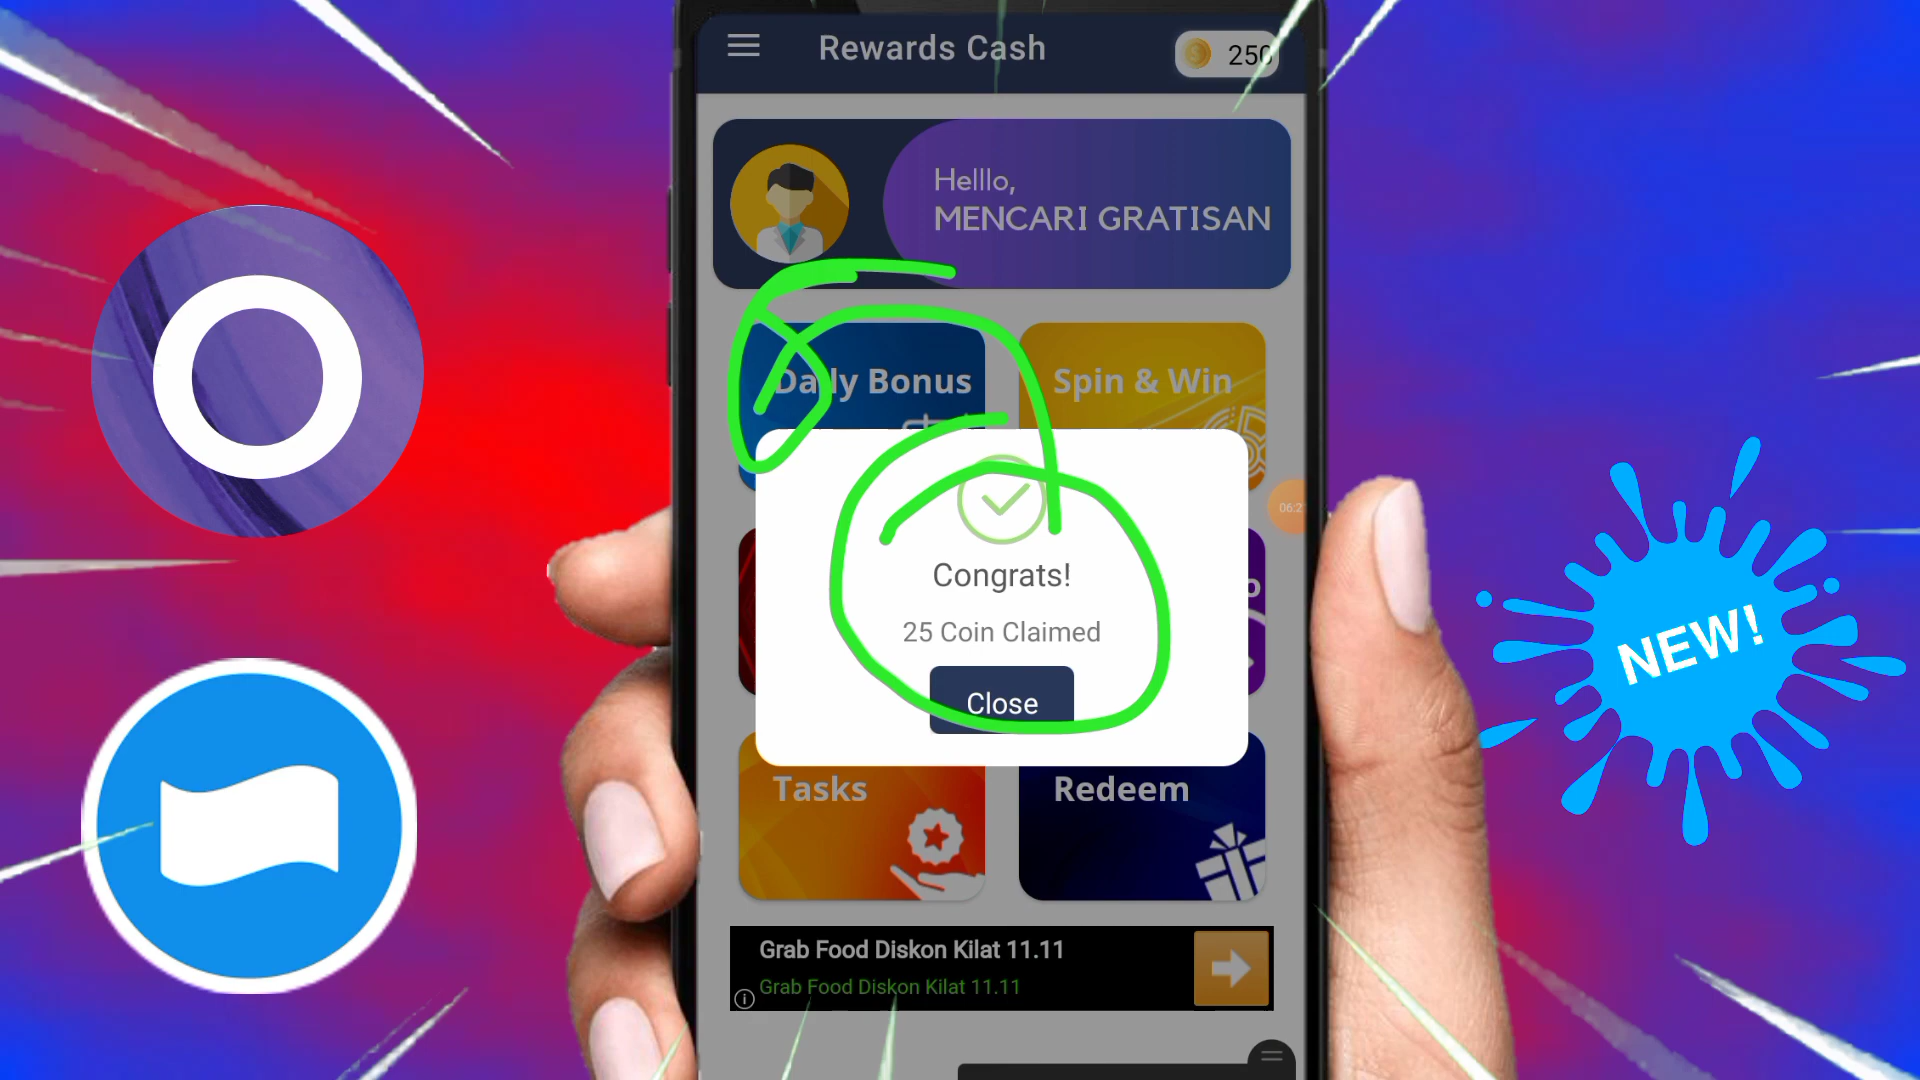 Rewards Cash
250
Helllo,
MENCARI GRATISAN
Daily Bonus
Spin & Win
Congrats!
25 Coin Claimed
Close
NEW!
Tasks
Redeem
Grab Food Diskon Kilat 11.11
Grab Food Diskon Kilat 11.11